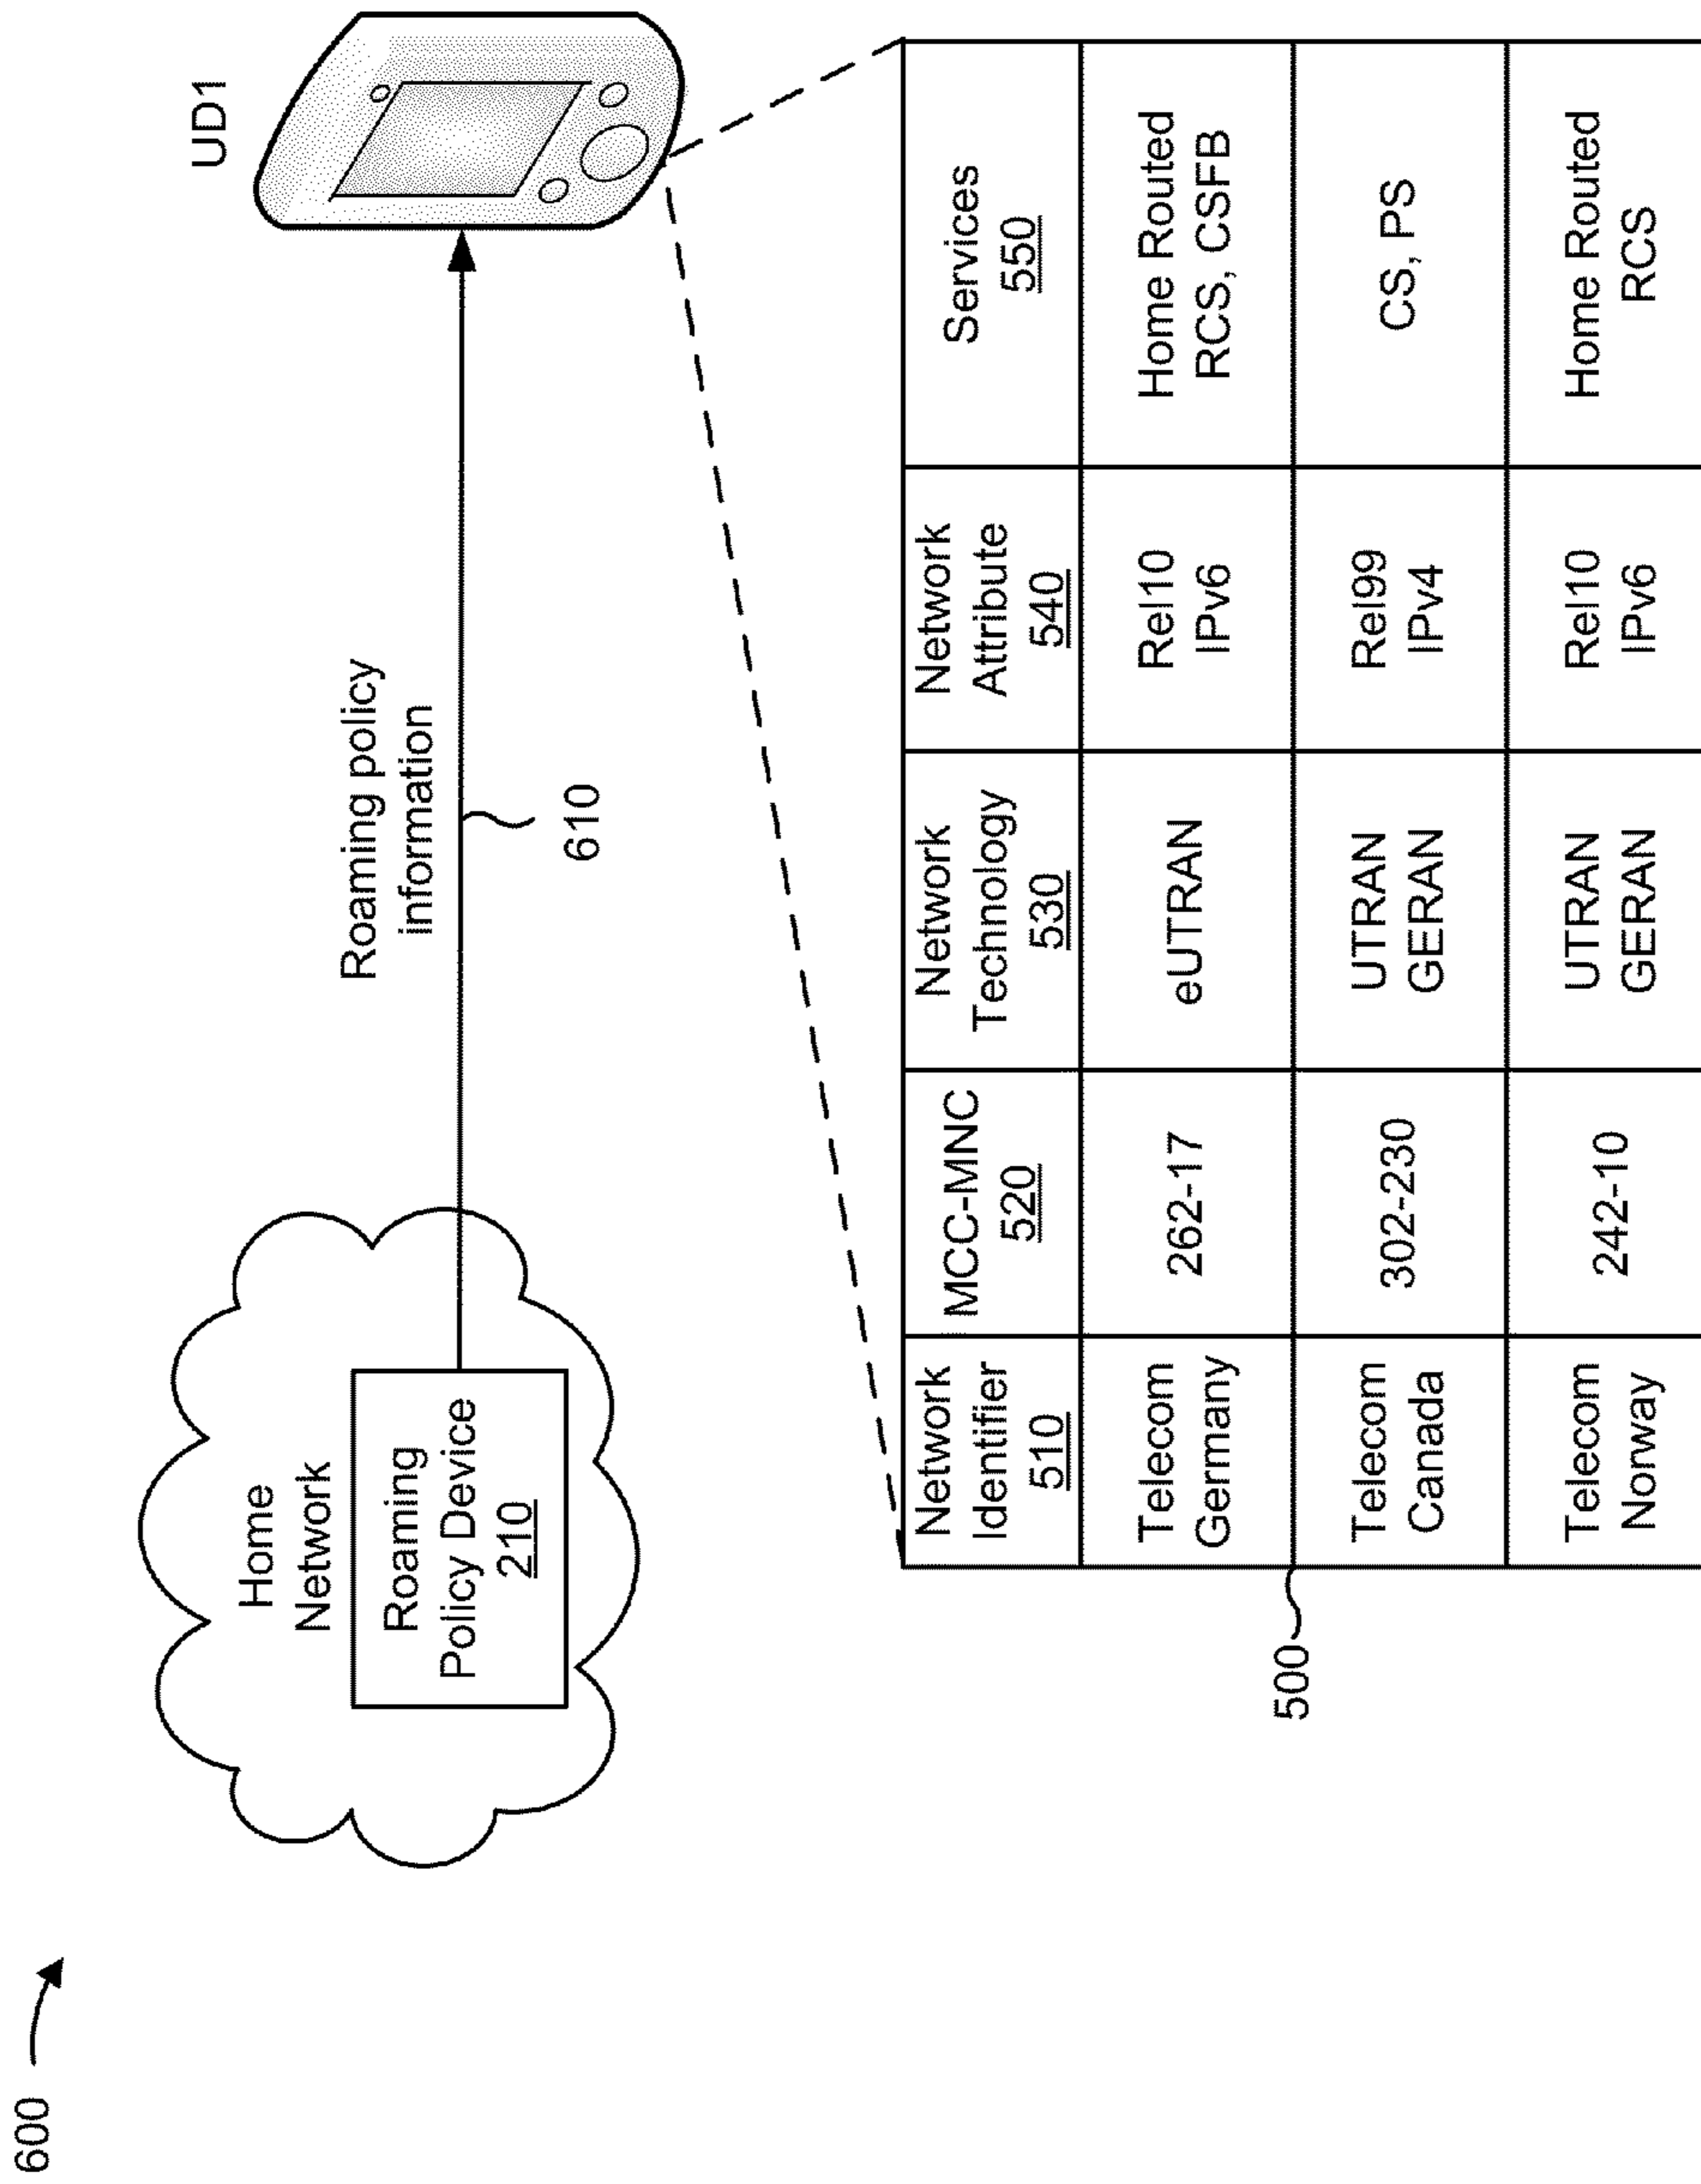 600
Home
Network
Roaming
Policy Device
210
Roaming policy
information
610
UD1
500
Network
Identifier
510
MCC-MNC
520
Network
Technology
530
Network
Attribute
540
Services
550
Telecom
Germany
262-17
eUTRAN
Rel10
IPv6
Home Routed
RCS, CSFB
Telecom
Canada
302-230
UTRAN
GERAN
Rel99
IPv4
CS, PS
Telecom
Norway
242-10
UTRAN
GERAN
Rel10
IPv6
Home Routed
RCS